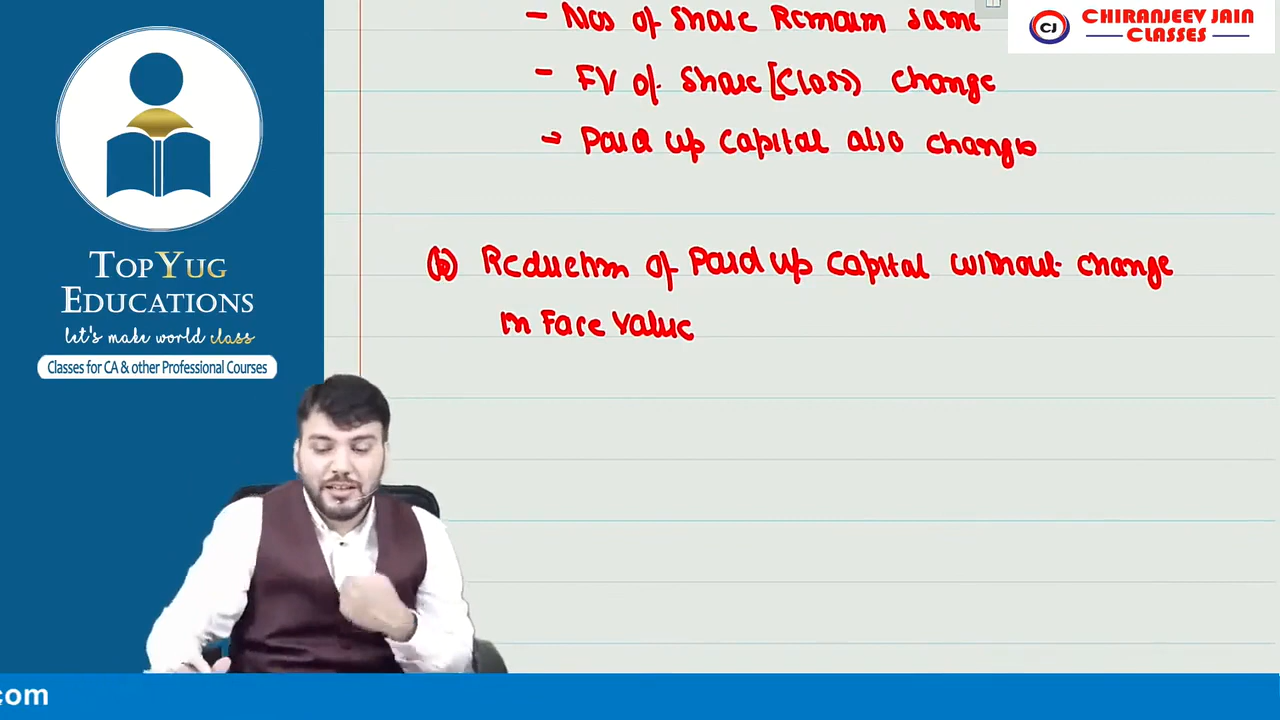 - Nos of Share Remain same
CHIRANJEEV JAIN
CLASSES
CJ
- FV of Share [Class) change
- Paid up capital also changes
(b) Reduction of Paid up capital without change
in Face Value
TOPYUG
EDUCATIONS
let's make world class
Classes for CA & other Professional Courses
.com